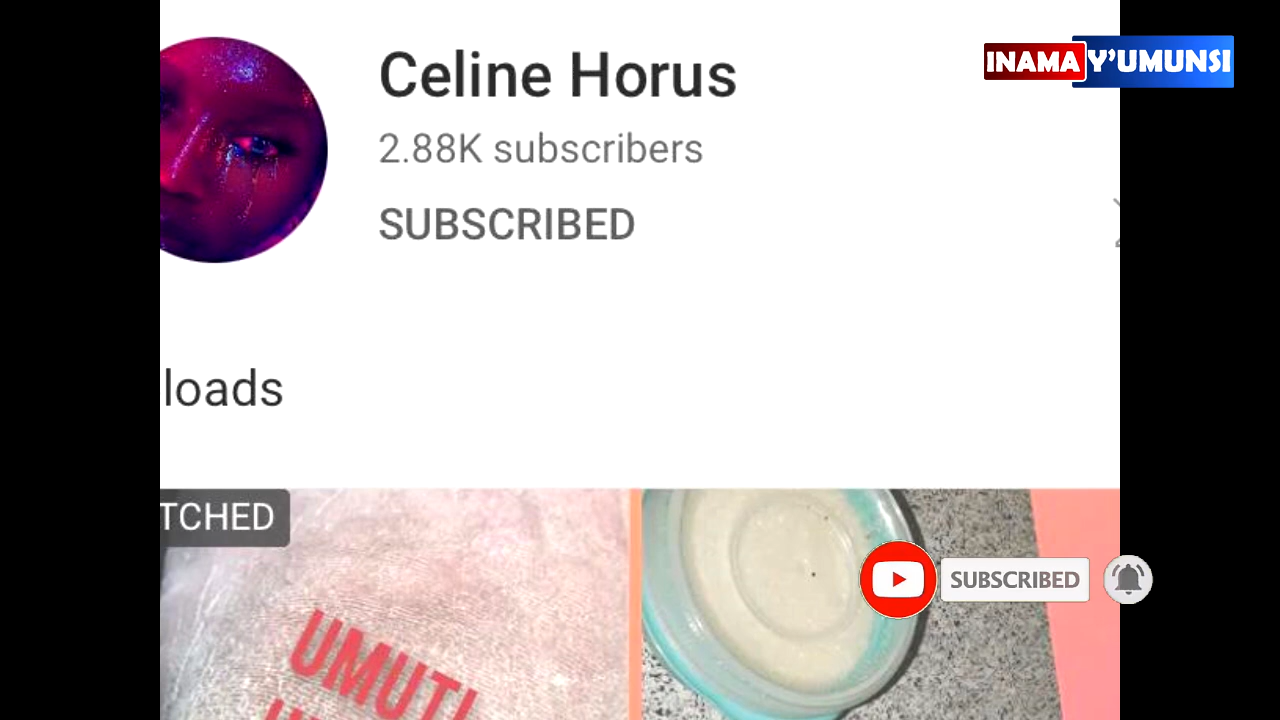 Celine Horus
INAMA Y'UMUNSI
2.88K subscribers
SUBSCRIBED
loads
TCHED
SUBSCRIBED
UMUTI